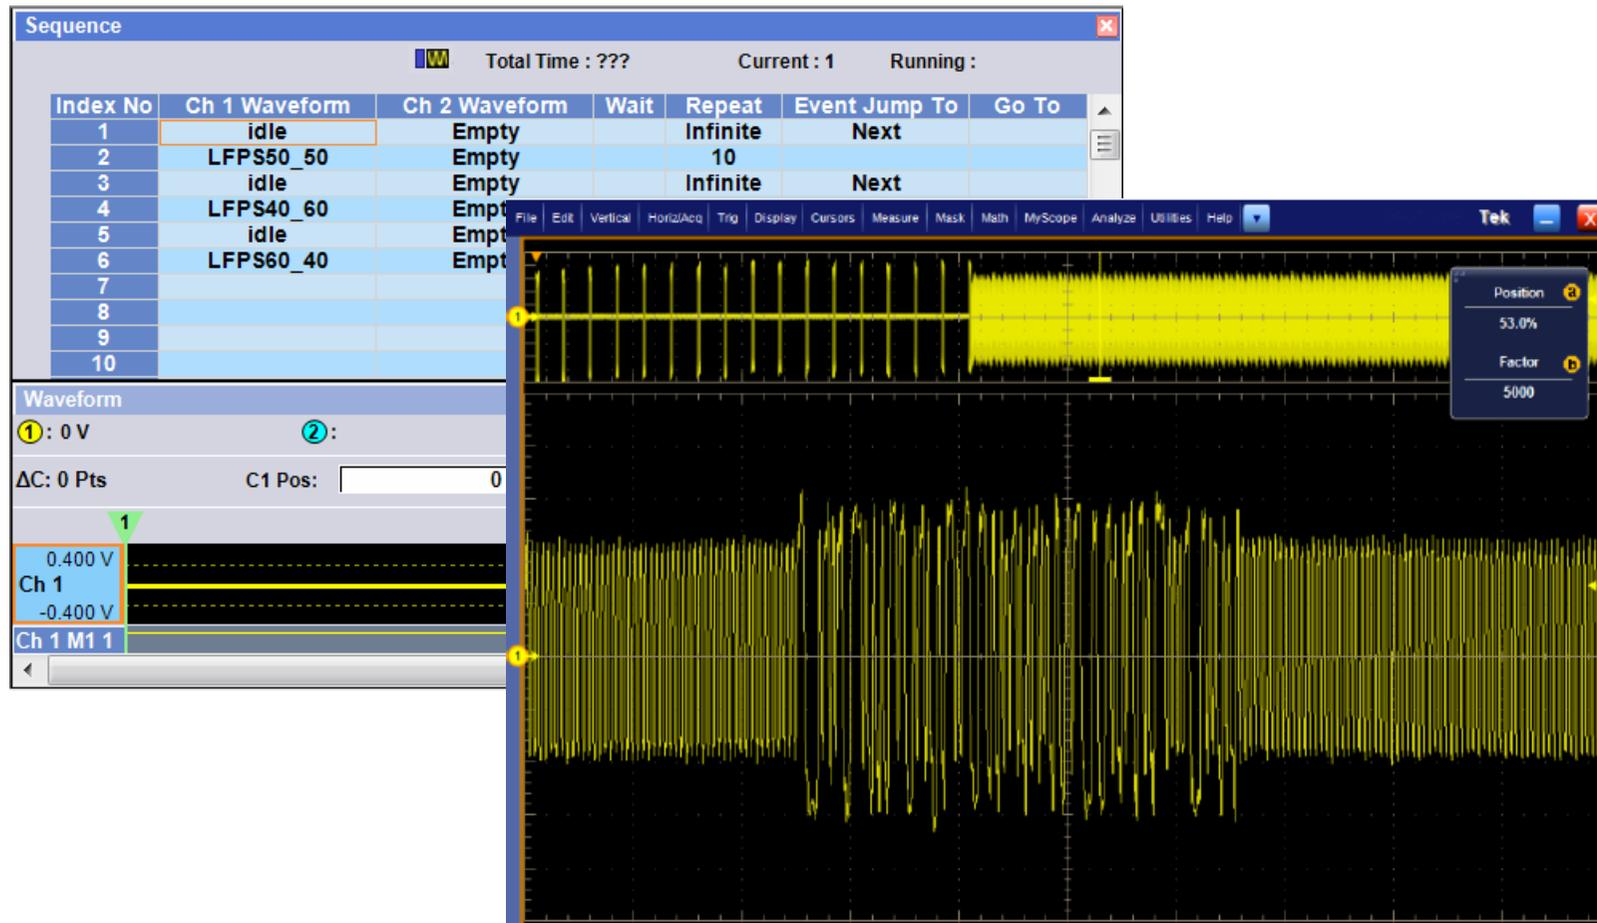 Sequence
Total Time : ??? Current : 1 Running :
Index No Ch 1 Waveform Ch 2 Waveform Wait Repeat Event Jump To Go To
1 idle Empty Infinite Next
2 LFPS50_50 Empty 10
3 idle Empty Infinite Next
4 LFPS40_60 Empt
5 idle Empt
6 LFPS60_40 Empt
7
8
9
10
Waveform
1 : 0 V 2 :
ΔC: 0 Pts C1 Pos: 0
1
0.400 V
Ch 1
-0.400 V
Ch 1 M1 1
File Edit Vertical Horiz/Acq Trig Display Cursors Measure Mask Math MyScope Analyze Utilities Help Tek
1
Position a
53.0%
Factor b
5000
1